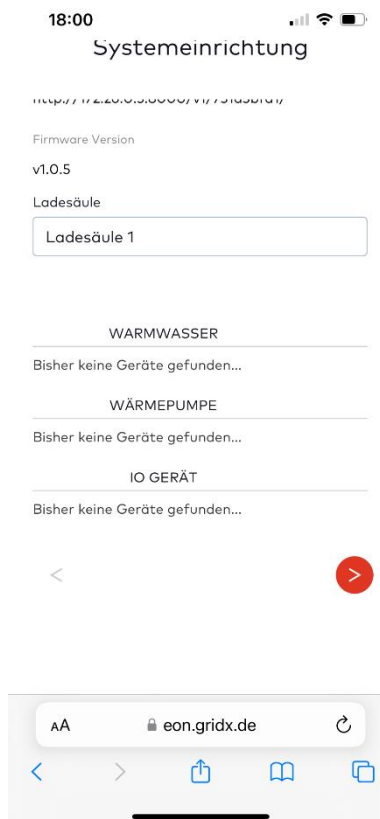 18:00
Systemeinrichtung
Firmware Version
v1.0.5
Ladesäule
Ladesäule 1
WARMWASSER
Bisher keine Geräte gefunden...
WÄRMEPUMPE
Bisher keine Geräte gefunden...
IO GERÄT
Bisher keine Geräte gefunden...
< >
AA eon.gridx.de